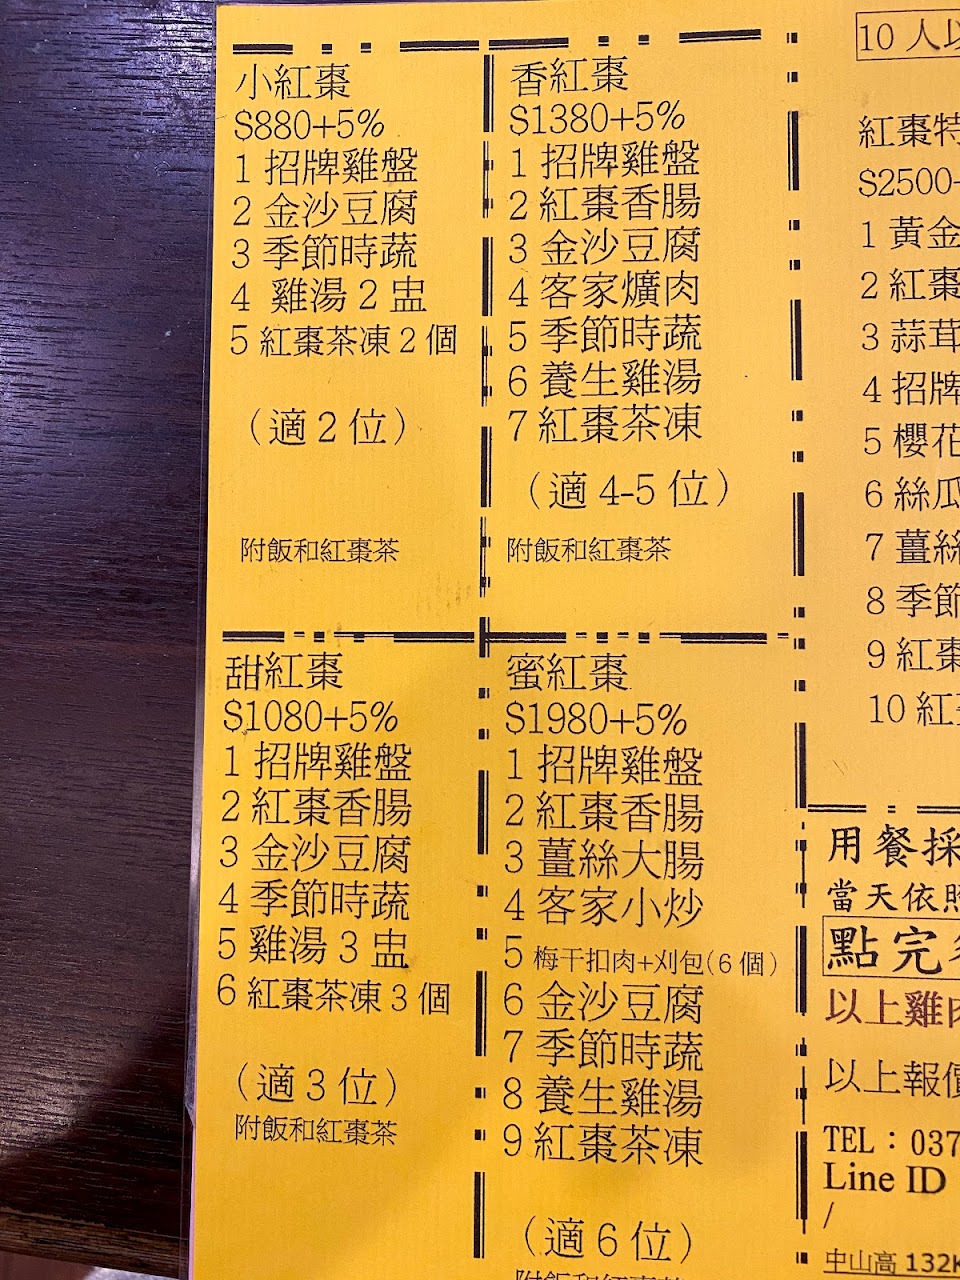 小紅棗
$880+5%
1 招牌雞盤
2 金沙豆腐
3 季節時蔬
4 雞湯 2 盅
5 紅棗茶凍 2 個
（適 2 位）
附飯和紅棗茶
香紅棗
$1380+5%
1 招牌雞盤
2 紅棗香腸
3 金沙豆腐
4 客家爌肉
5 季節時蔬
6 養生雞湯
7 紅棗茶凍
（適 4-5 位）
附飯和紅棗茶
甜紅棗
$1080+5%
1 招牌雞盤
2 紅棗香腸
3 金沙豆腐
4 季節時蔬
5 雞湯 3 盅
6 紅棗茶凍 3 個
（適 3 位）
附飯和紅棗茶
蜜紅棗
$1980+5%
1 招牌雞盤
2 紅棗香腸
3 薑絲大腸
4 客家小炒
5 梅干扣肉+刈包(6 個)
6 金沙豆腐
7 季節時蔬
8 養生雞湯
9 紅棗茶凍
（適 6 位）
10 人以
紅棗特
$2500
1 黃金
2 紅棗
3 蒜茸
4 招牌
5 櫻花
6 絲瓜
7 薑絲
8 季節
9 紅棗
10 紅
用餐採
當天依照
點完
以上雞肉
以上報價
TEL：037
Line ID
/
中山高 132K